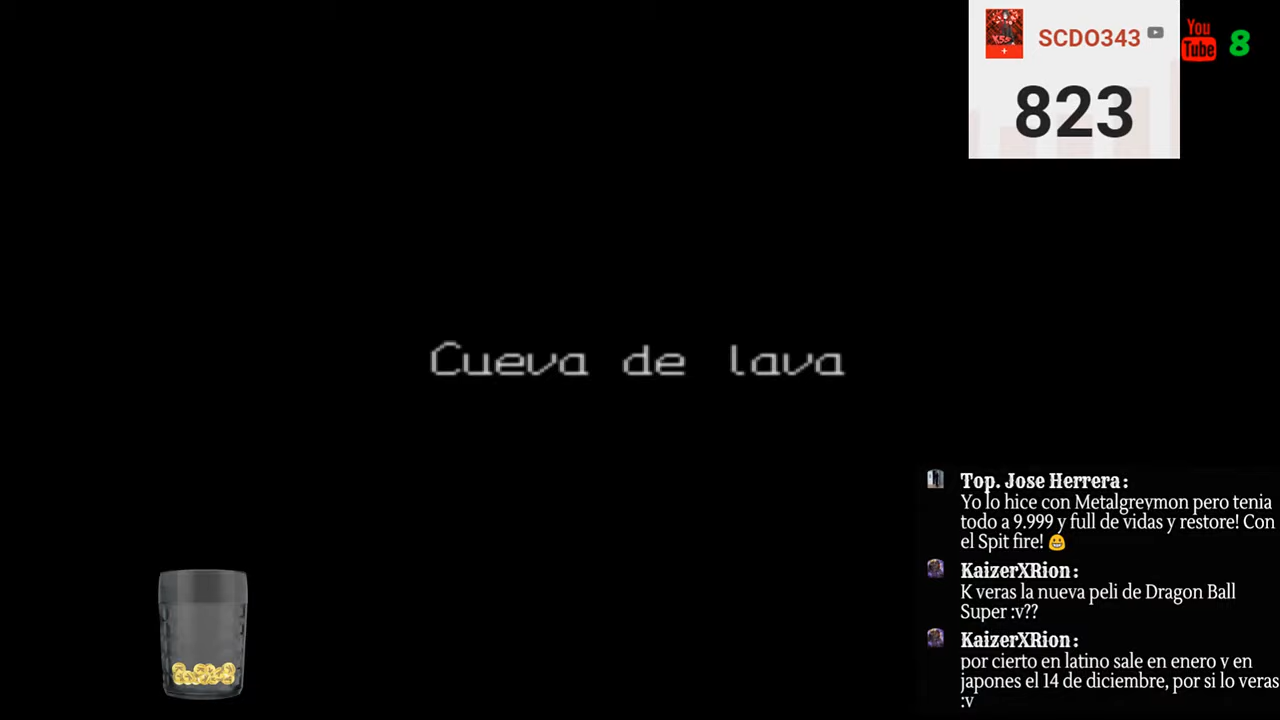 SCDO343
You
Tube
8
823
Cueva de lava
Top. Jose Herrera:
Yo lo hice con Metalgreymon pero tenia
todo a 9.999 y full de vidas y restore! Con
el Spit fire! 😀
KaizerXRion:
K veras la nueva peli de Dragon Ball
Super :v??
KaizerXRion:
por cierto en latino sale en enero y en
japones el 14 de diciembre, por si lo veras
:v